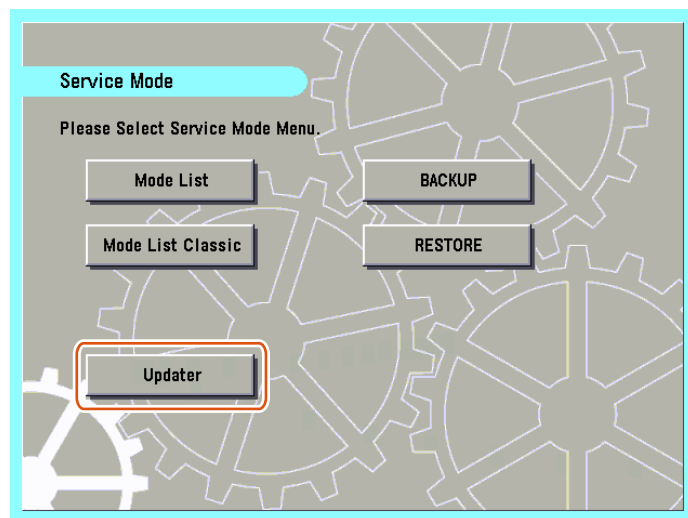 Service Mode
Please Select Service Mode Menu.
Mode List
BACKUP
Mode List Classic
RESTORE
Updater